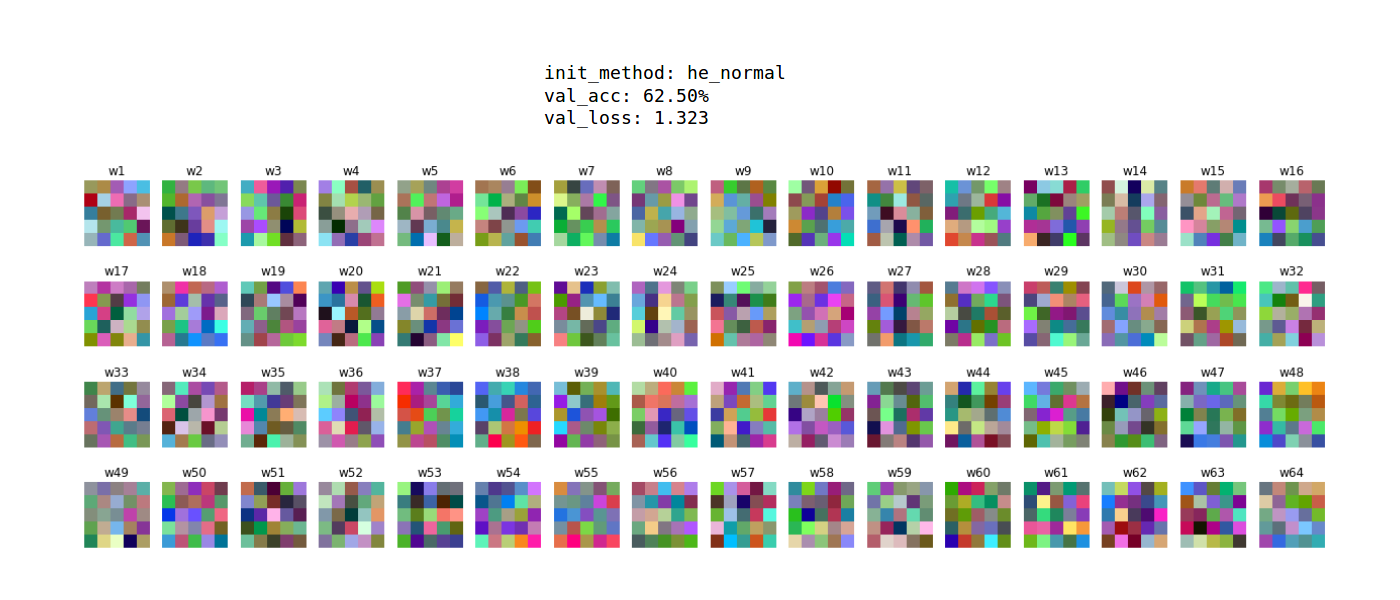 init_method: he_normal
val_acc: 62.50%
val_loss: 1.323
w1 w2 w3 w4 w5 w6 w7 w8 w9 w10 w11 w12 w13 w14 w15 w16
w17 w18 w19 w20 w21 w22 w23 w24 w25 w26 w27 w28 w29 w30 w31 w32
w33 w34 w35 w36 w37 w38 w39 w40 w41 w42 w43 w44 w45 w46 w47 w48
w49 w50 w51 w52 w53 w54 w55 w56 w57 w58 w59 w60 w61 w62 w63 w64